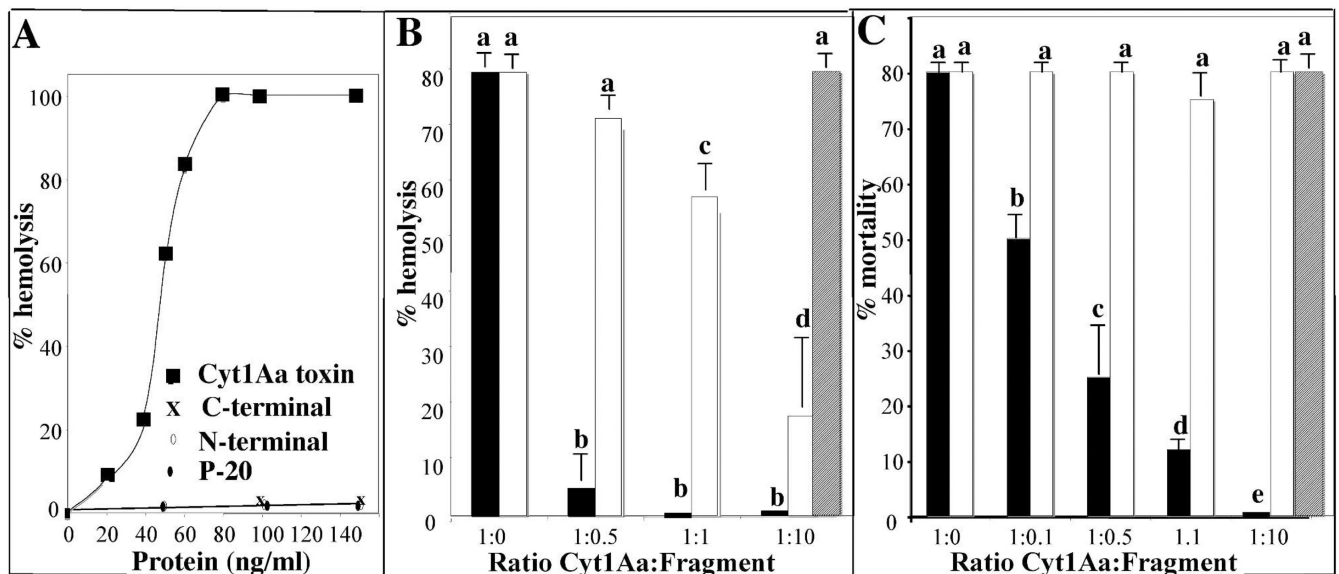 A
% hemolysis
100
80
60
40
20
0
Cyt1Aa toxin
x C-terminal
N-terminal
P-20
x x
0 20 40 60 80 100 120 140
Protein (ng/ml)
B
% hemolysis
80
70
60
50
40
30
20
10
0
a a
a
b
c
b
d
b
a
1:0 1:0.5 1:1 1:10
Ratio Cyt1Aa:Fragment
C
% mortality
80
70
60
50
40
30
20
10
0
a a
b
a
c
a
d
a
e
a a
1:0 1:0.1 1:0.5 1.1 1:10
Ratio Cyt1Aa:Fragment